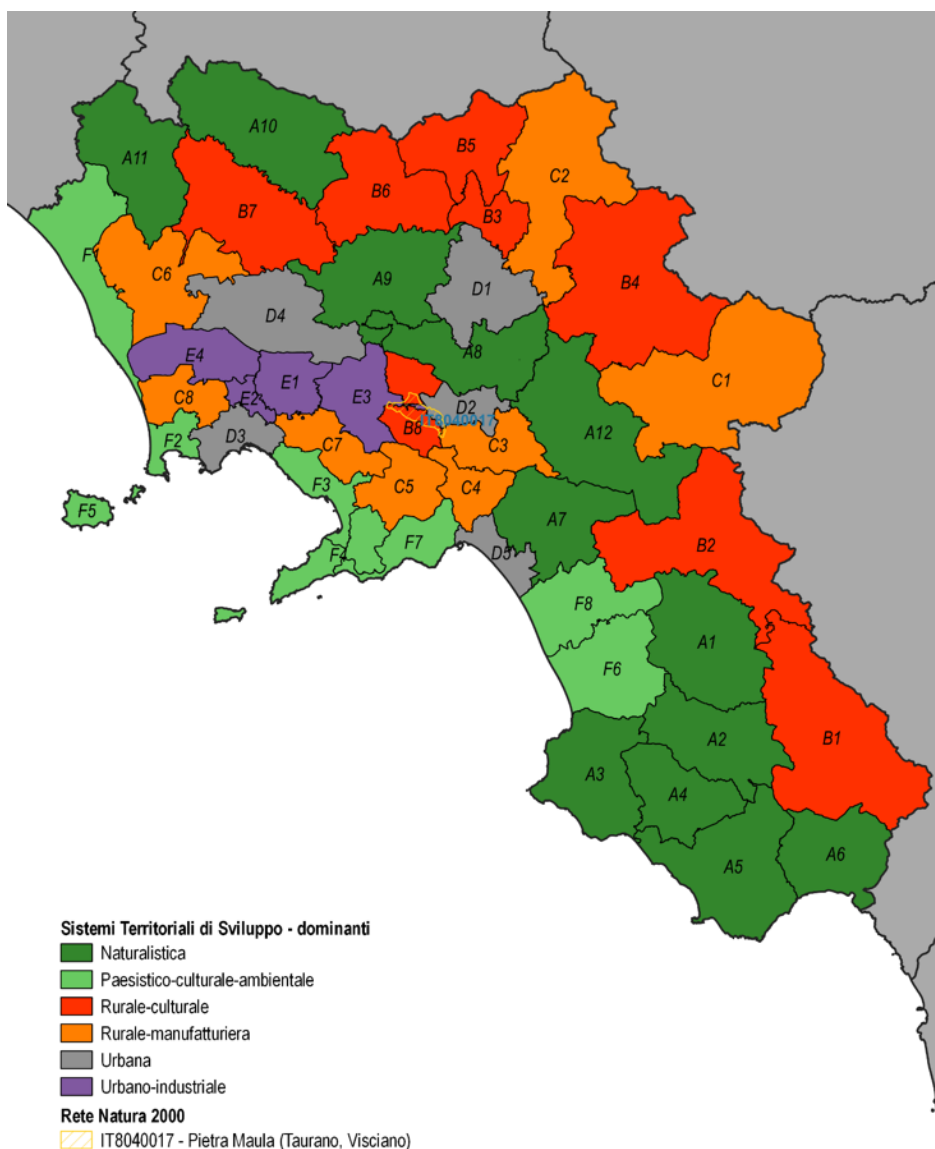 A10
A11
B5
C2
B6
B7
B3
F1
C6
A9
D1
B4
D4
A8
E4
E1
C1
E3
E2
C8
D2
IT8040017
B8
A12
D3
F2
C7
C3
F3
C5
C4
F5
A7
F7
B2
D5
F4
F8
A1
F6
A2
B1
A3
A4
A5
A6
Sistemi Territoriali di Sviluppo - dominanti
Naturalistica
Paesistico-culturale-ambientale
Rurale-culturale
Rurale-manufatturiera
Urbana
Urbano-industriale
Rete Natura 2000
IT8040017 - Pietra Maula (Taurano, Visciano)